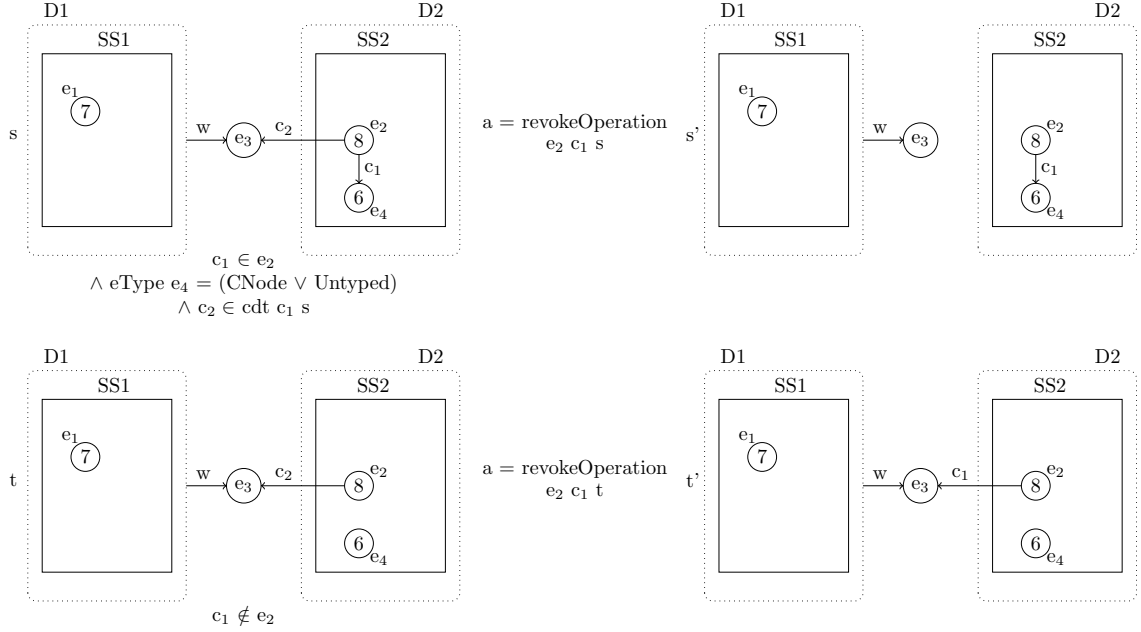 D1 D2 D1 D2
SS1 SS2 SS1 SS2
e1 7 e1 7
s w e3 c2 8 e2 a = revokeOperation s' w e3 8 e2
e2 c1 s
c1 c1
6 e4 6 e4
c1 ∈ e2
∧ eType e4 = (CNode ∨ Untyped)
∧ c2 ∈ cdt c1 s
D1 D2 D1 D2
SS1 SS2 SS1 SS2
e1 7 e1 7
t w e3 c2 8 e2 a = revokeOperation t' w e3 c1 8 e2
e2 c1 t
6 e4 6 e4
c1 ∉ e2